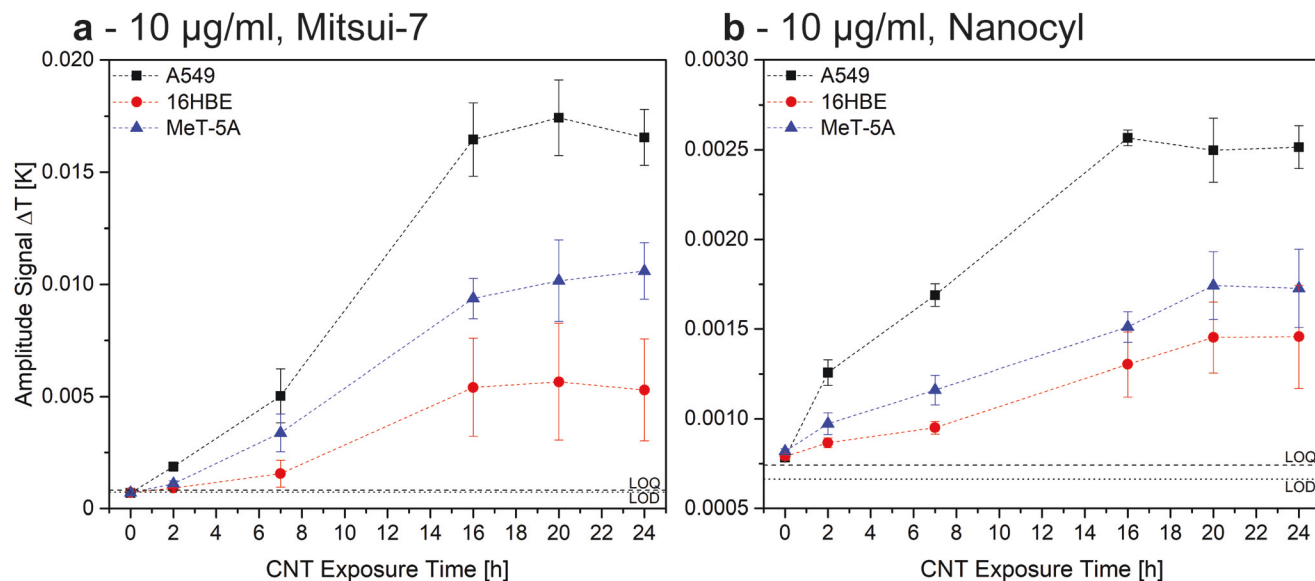 a - 10 µg/ml, Mitsui-7
0.020
0.015
0.010
0.005
0
Amplitude Signal ΔT [K]
A549
16HBE
MeT-5A
LOQ
LOD
0 2 4 6 8 10 12 14 16 18 20 22 24
CNT Exposure Time [h]
b - 10 µg/ml, Nanocyl
0.0030
0.0025
0.0020
0.0015
0.0010
0.0005
A549
16HBE
MeT-5A
LOQ
LOD
0 2 4 6 8 10 12 14 16 18 20 22 24
CNT Exposure Time [h]